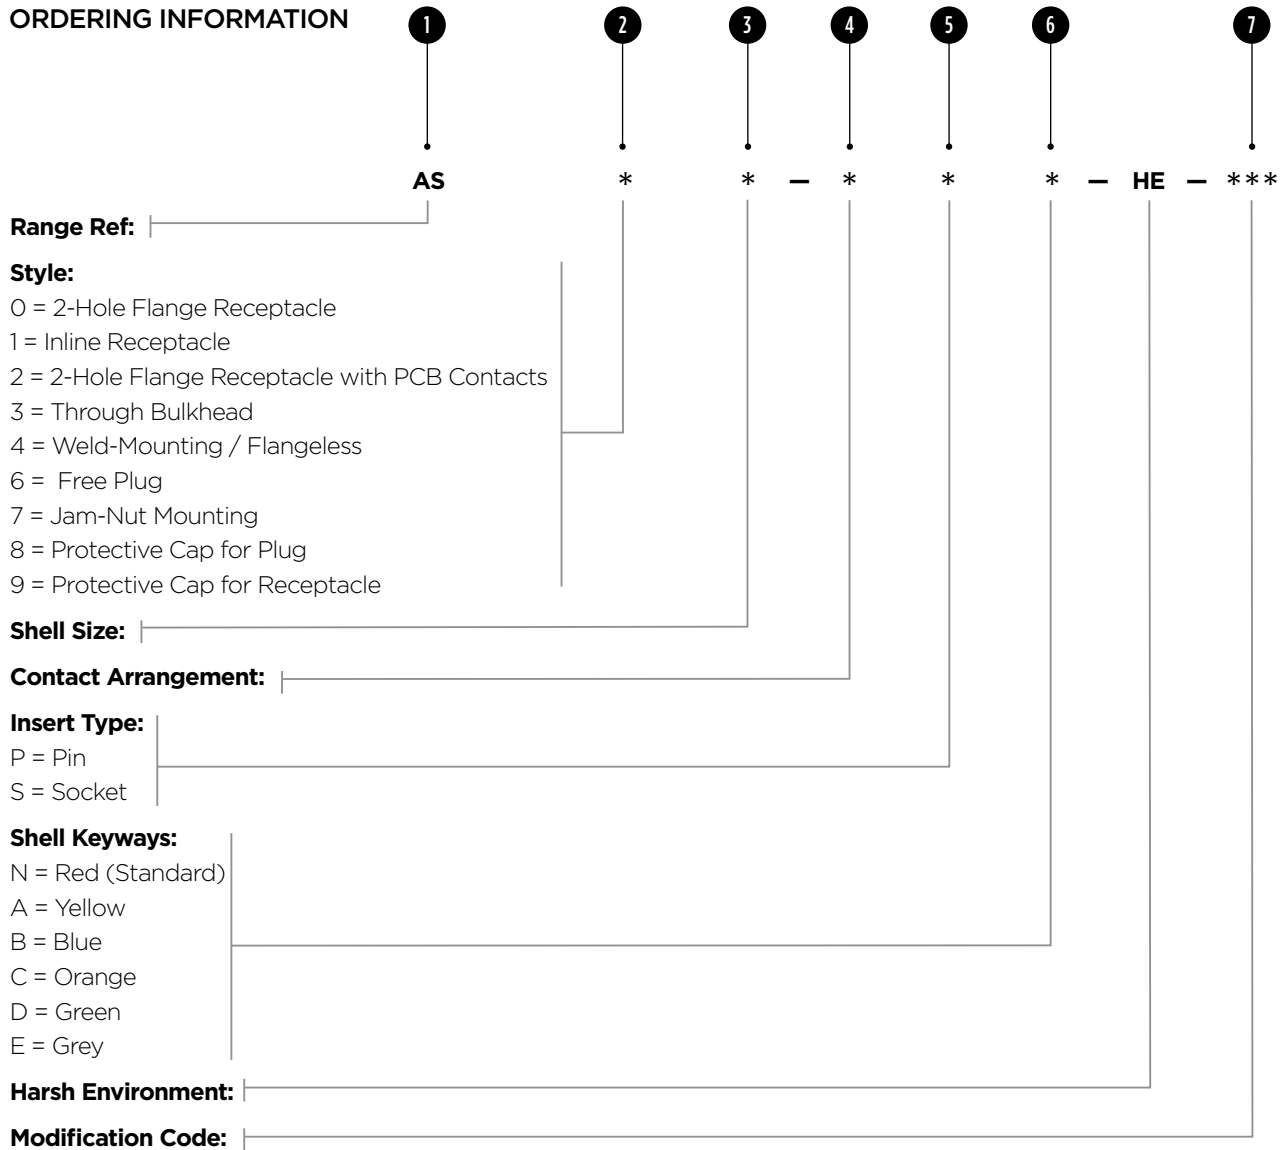 ORDERING INFORMATION 1 2 3 4 5 6 7
AS * * – * * * – HE – ***
Range Ref:
Style:
0 = 2-Hole Flange Receptacle
1 = Inline Receptacle
2 = 2-Hole Flange Receptacle with PCB Contacts
3 = Through Bulkhead
4 = Weld-Mounting / Flangeless
6 = Free Plug
7 = Jam-Nut Mounting
8 = Protective Cap for Plug
9 = Protective Cap for Receptacle
Shell Size:
Contact Arrangement:
Insert Type:
P = Pin
S = Socket
Shell Keyways:
N = Red (Standard)
A = Yellow
B = Blue
C = Orange
D = Green
E = Grey
Harsh Environment:
Modification Code: